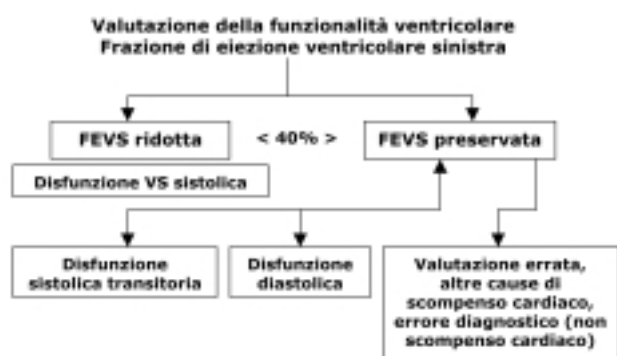 Valutazione della funzionalità ventricolare
Frazione di eiezione ventricolare sinistra
FEVS ridotta
< 40% >
FEVS preservata
Disfunzione VS sistolica
Disfunzione
sistolica transitoria
Disfunzione
diastolica
Valutazione errata,
altre cause di
scompenso cardiaco,
errore diagnostico (non
scompenso cardiaco)